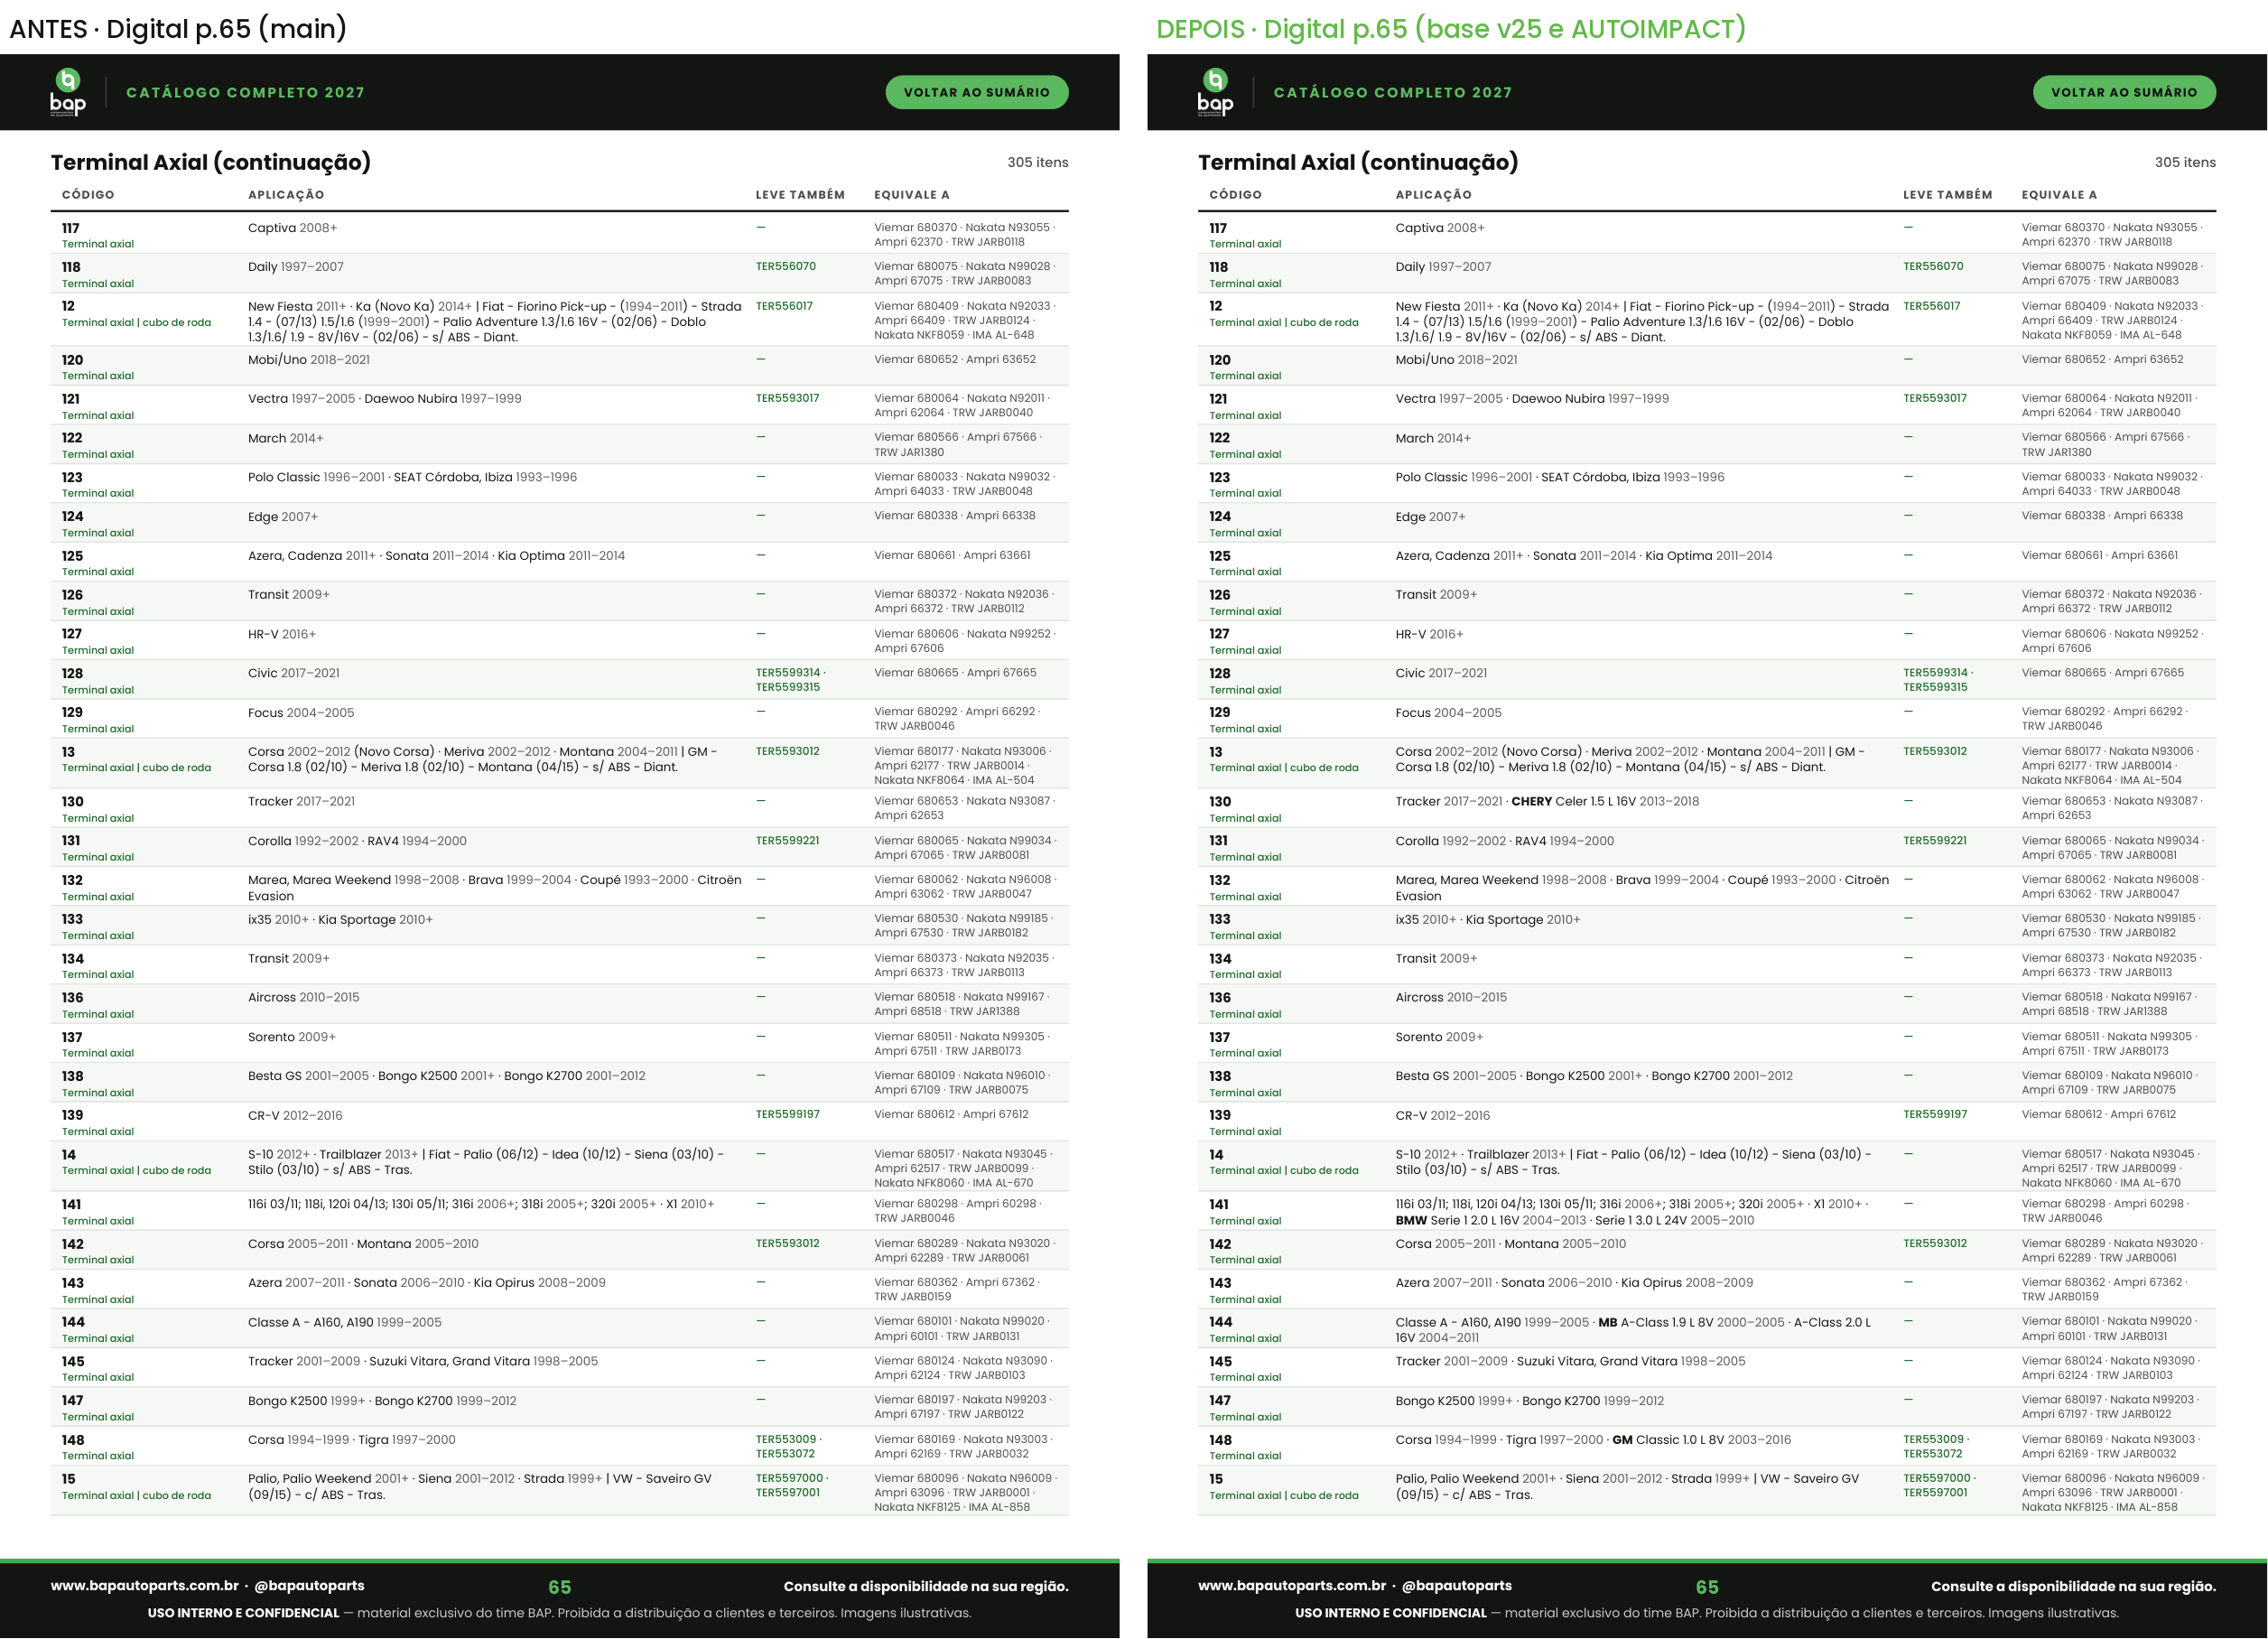 ANTES · Digital p.65 (main)
bap
CATÁLOGO COMPLETO 2027
VOLTAR AO SUMÁRIO
Terminal Axial (continuação)
305 itens
CÓDIGO APLICAÇÃO LEVE TAMBÉM EQUIVALE A
117 Captiva 2008+ — Viemar 680370 · Nakata N93055 ·
Terminal axial Ampri 62370 · TRW JARB0118
118 Daily 1997–2007 TER556070 Viemar 680075 · Nakata N99028 ·
Terminal axial Ampri 67075 · TRW JARB0083
12 New Fiesta 2011+ · Ka (Novo Ka) 2014+ | Fiat - Fiorino Pick-up - (1994–2011) - Strada TER556017 Viemar 680409 · Nakata N92033 ·
Terminal axial | cubo de roda 1.4 - (07/13) 1.5/1.6 (1999–2001) - Palio Adventure 1.3/1.6 16V - (02/06) - Doblo Ampri 66409 · TRW JARB0124 ·
1.3/1.6/ 1.9 - 8V/16V - (02/06) - s/ ABS - Diant. Nakata NKF8059 · IMA AL-648
120 Mobi/Uno 2018–2021 — Viemar 680652 · Ampri 63652
Terminal axial
121 Vectra 1997–2005 · Daewoo Nubira 1997–1999 TER5593017 Viemar 680064 · Nakata N92011 ·
Terminal axial Ampri 62064 · TRW JARB0040
122 March 2014+ — Viemar 680566 · Ampri 67566 ·
Terminal axial TRW JAR1380
123 Polo Classic 1996–2001 · SEAT Córdoba, Ibiza 1993–1996 — Viemar 680033 · Nakata N99032 ·
Terminal axial Ampri 64033 · TRW JARB0048
124 Edge 2007+ — Viemar 680338 · Ampri 66338
Terminal axial
125 Azera, Cadenza 2011+ · Sonata 2011–2014 · Kia Optima 2011–2014 — Viemar 680661 · Ampri 63661
Terminal axial
126 Transit 2009+ — Viemar 680372 · Nakata N92036 ·
Terminal axial Ampri 66372 · TRW JARB0112
127 HR-V 2016+ — Viemar 680606 · Nakata N99252 ·
Terminal axial Ampri 67606
128 Civic 2017–2021 TER5599314 · Viemar 680665 · Ampri 67665
Terminal axial TER5599315
129 Focus 2004–2005 — Viemar 680292 · Ampri 66292 ·
Terminal axial TRW JARB0046
13 Corsa 2002–2012 (Novo Corsa) · Meriva 2002–2012 · Montana 2004–2011 | GM - TER5593012 Viemar 680177 · Nakata N93006 ·
Terminal axial | cubo de roda Corsa 1.8 (02/10) - Meriva 1.8 (02/10) - Montana (04/15) - s/ ABS - Diant. Ampri 62177 · TRW JARB0014 ·
Nakata NKF8064 · IMA AL-504
130 Tracker 2017–2021 — Viemar 680653 · Nakata N93087 ·
Terminal axial Ampri 62653
131 Corolla 1992–2002 · RAV4 1994–2000 TER5599221 Viemar 680065 · Nakata N99034 ·
Terminal axial Ampri 67065 · TRW JARB0081
132 Marea, Marea Weekend 1998–2008 · Brava 1999–2004 · Coupé 1993–2000 · Citroën — Viemar 680062 · Nakata N96008 ·
Terminal axial Evasion Ampri 63062 · TRW JARB0047
133 ix35 2010+ · Kia Sportage 2010+ — Viemar 680530 · Nakata N99185 ·
Terminal axial Ampri 67530 · TRW JARB0182
134 Transit 2009+ — Viemar 680373 · Nakata N92035 ·
Terminal axial Ampri 66373 · TRW JARB0113
136 Aircross 2010–2015 — Viemar 680518 · Nakata N99167 ·
Terminal axial Ampri 68518 · TRW JAR1388
137 Sorento 2009+ — Viemar 680511 · Nakata N99305 ·
Terminal axial Ampri 67511 · TRW JARB0173
138 Besta GS 2001–2005 · Bongo K2500 2001+ · Bongo K2700 2001–2012 — Viemar 680109 · Nakata N96010 ·
Terminal axial Ampri 67109 · TRW JARB0075
139 CR-V 2012–2016 TER5599197 Viemar 680612 · Ampri 67612
Terminal axial
14 S-10 2012+ · Trailblazer 2013+ | Fiat - Palio (06/12) - Idea (10/12) - Siena (03/10) - — Viemar 680517 · Nakata N93045 ·
Terminal axial | cubo de roda Stilo (03/10) - s/ ABS - Tras. Ampri 62517 · TRW JARB0099 ·
Nakata NFK8060 · IMA AL-670
141 116i 03/11; 118i, 120i 04/13; 130i 05/11; 316i 2006+; 318i 2005+; 320i 2005+ · X1 2010+ — Viemar 680298 · Ampri 60298 ·
Terminal axial TRW JARB0046
142 Corsa 2005–2011 · Montana 2005–2010 TER5593012 Viemar 680289 · Nakata N93020 ·
Terminal axial Ampri 62289 · TRW JARB0061
143 Azera 2007–2011 · Sonata 2006–2010 · Kia Opirus 2008–2009 — Viemar 680362 · Ampri 67362 ·
Terminal axial TRW JARB0159
144 Classe A - A160, A190 1999–2005 — Viemar 680101 · Nakata N99020 ·
Terminal axial Ampri 60101 · TRW JARB0131
145 Tracker 2001–2009 · Suzuki Vitara, Grand Vitara 1998–2005 — Viemar 680124 · Nakata N93090 ·
Terminal axial Ampri 62124 · TRW JARB0103
147 Bongo K2500 1999+ · Bongo K2700 1999–2012 — Viemar 680197 · Nakata N99203 ·
Terminal axial Ampri 67197 · TRW JARB0122
148 Corsa 1994–1999 · Tigra 1997–2000 TER553009 · Viemar 680169 · Nakata N93003 ·
Terminal axial TER553072 Ampri 62169 · TRW JARB0032
15 Palio, Palio Weekend 2001+ · Siena 2001–2012 · Strada 1999+ | VW - Saveiro GV TER5597000 · Viemar 680096 · Nakata N96009 ·
Terminal axial | cubo de roda (09/15) - c/ ABS - Tras. TER5597001 Ampri 63096 · TRW JARB0001 ·
Nakata NKF8125 · IMA AL-858
www.bapautoparts.com.br · @bapautoparts 65 Consulte a disponibilidade na sua região.
USO INTERNO E CONFIDENCIAL — material exclusivo do time BAP. Proibida a distribuição a clientes e terceiros. Imagens ilustrativas.
DEPOIS · Digital p.65 (base v25 e AUTOIMPACT)
bap
CATÁLOGO COMPLETO 2027
VOLTAR AO SUMÁRIO
Terminal Axial (continuação)
305 itens
CÓDIGO APLICAÇÃO LEVE TAMBÉM EQUIVALE A
117 Captiva 2008+ — Viemar 680370 · Nakata N93055 ·
Terminal axial Ampri 62370 · TRW JARB0118
118 Daily 1997–2007 TER556070 Viemar 680075 · Nakata N99028 ·
Terminal axial Ampri 67075 · TRW JARB0083
12 New Fiesta 2011+ · Ka (Novo Ka) 2014+ | Fiat - Fiorino Pick-up - (1994–2011) - Strada TER556017 Viemar 680409 · Nakata N92033 ·
Terminal axial | cubo de roda 1.4 - (07/13) 1.5/1.6 (1999–2001) - Palio Adventure 1.3/1.6 16V - (02/06) - Doblo Ampri 66409 · TRW JARB0124 ·
1.3/1.6/ 1.9 - 8V/16V - (02/06) - s/ ABS - Diant. Nakata NKF8059 · IMA AL-648
120 Mobi/Uno 2018–2021 — Viemar 680652 · Ampri 63652
Terminal axial
121 Vectra 1997–2005 · Daewoo Nubira 1997–1999 TER5593017 Viemar 680064 · Nakata N92011 ·
Terminal axial Ampri 62064 · TRW JARB0040
122 March 2014+ — Viemar 680566 · Ampri 67566 ·
Terminal axial TRW JAR1380
123 Polo Classic 1996–2001 · SEAT Córdoba, Ibiza 1993–1996 — Viemar 680033 · Nakata N99032 ·
Terminal axial Ampri 64033 · TRW JARB0048
124 Edge 2007+ — Viemar 680338 · Ampri 66338
Terminal axial
125 Azera, Cadenza 2011+ · Sonata 2011–2014 · Kia Optima 2011–2014 — Viemar 680661 · Ampri 63661
Terminal axial
126 Transit 2009+ — Viemar 680372 · Nakata N92036 ·
Terminal axial Ampri 66372 · TRW JARB0112
127 HR-V 2016+ — Viemar 680606 · Nakata N99252 ·
Terminal axial Ampri 67606
128 Civic 2017–2021 TER5599314 · Viemar 680665 · Ampri 67665
Terminal axial TER5599315
129 Focus 2004–2005 — Viemar 680292 · Ampri 66292 ·
Terminal axial TRW JARB0046
13 Corsa 2002–2012 (Novo Corsa) · Meriva 2002–2012 · Montana 2004–2011 | GM - TER5593012 Viemar 680177 · Nakata N93006 ·
Terminal axial | cubo de roda Corsa 1.8 (02/10) - Meriva 1.8 (02/10) - Montana (04/15) - s/ ABS - Diant. Ampri 62177 · TRW JARB0014 ·
Nakata NKF8064 · IMA AL-504
130 Tracker 2017–2021 · CHERY Celer 1.5 L 16V 2013–2018 — Viemar 680653 · Nakata N93087 ·
Terminal axial Ampri 62653
131 Corolla 1992–2002 · RAV4 1994–2000 TER5599221 Viemar 680065 · Nakata N99034 ·
Terminal axial Ampri 67065 · TRW JARB0081
132 Marea, Marea Weekend 1998–2008 · Brava 1999–2004 · Coupé 1993–2000 · Citroën — Viemar 680062 · Nakata N96008 ·
Terminal axial Evasion Ampri 63062 · TRW JARB0047
133 ix35 2010+ · Kia Sportage 2010+ — Viemar 680530 · Nakata N99185 ·
Terminal axial Ampri 67530 · TRW JARB0182
134 Transit 2009+ — Viemar 680373 · Nakata N92035 ·
Terminal axial Ampri 66373 · TRW JARB0113
136 Aircross 2010–2015 — Viemar 680518 · Nakata N99167 ·
Terminal axial Ampri 68518 · TRW JAR1388
137 Sorento 2009+ — Viemar 680511 · Nakata N99305 ·
Terminal axial Ampri 67511 · TRW JARB0173
138 Besta GS 2001–2005 · Bongo K2500 2001+ · Bongo K2700 2001–2012 — Viemar 680109 · Nakata N96010 ·
Terminal axial Ampri 67109 · TRW JARB0075
139 CR-V 2012–2016 TER5599197 Viemar 680612 · Ampri 67612
Terminal axial
14 S-10 2012+ · Trailblazer 2013+ | Fiat - Palio (06/12) - Idea (10/12) - Siena (03/10) - — Viemar 680517 · Nakata N93045 ·
Terminal axial | cubo de roda Stilo (03/10) - s/ ABS - Tras. Ampri 62517 · TRW JARB0099 ·
Nakata NFK8060 · IMA AL-670
141 116i 03/11; 118i, 120i 04/13; 130i 05/11; 316i 2006+; 318i 2005+; 320i 2005+ · X1 2010+ · — Viemar 680298 · Ampri 60298 ·
Terminal axial BMW Serie 1 2.0 L 16V 2004–2013 · Serie 1 3.0 L 24V 2005–2010 TRW JARB0046
142 Corsa 2005–2011 · Montana 2005–2010 TER5593012 Viemar 680289 · Nakata N93020 ·
Terminal axial Ampri 62289 · TRW JARB0061
143 Azera 2007–2011 · Sonata 2006–2010 · Kia Opirus 2008–2009 — Viemar 680362 · Ampri 67362 ·
Terminal axial TRW JARB0159
144 Classe A - A160, A190 1999–2005 · MB A-Class 1.9 L 8V 2000–2005 · A-Class 2.0 L — Viemar 680101 · Nakata N99020 ·
Terminal axial 16V 2004–2011 Ampri 60101 · TRW JARB0131
145 Tracker 2001–2009 · Suzuki Vitara, Grand Vitara 1998–2005 — Viemar 680124 · Nakata N93090 ·
Terminal axial Ampri 62124 · TRW JARB0103
147 Bongo K2500 1999+ · Bongo K2700 1999–2012 — Viemar 680197 · Nakata N99203 ·
Terminal axial Ampri 67197 · TRW JARB0122
148 Corsa 1994–1999 · Tigra 1997–2000 · GM Classic 1.0 L 8V 2003–2016 TER553009 · Viemar 680169 · Nakata N93003 ·
Terminal axial TER553072 Ampri 62169 · TRW JARB0032
15 Palio, Palio Weekend 2001+ · Siena 2001–2012 · Strada 1999+ | VW - Saveiro GV TER5597000 · Viemar 680096 · Nakata N96009 ·
Terminal axial | cubo de roda (09/15) - c/ ABS - Tras. TER5597001 Ampri 63096 · TRW JARB0001 ·
Nakata NKF8125 · IMA AL-858
www.bapautoparts.com.br · @bapautoparts 65 Consulte a disponibilidade na sua região.
USO INTERNO E CONFIDENCIAL — material exclusivo do time BAP. Proibida a distribuição a clientes e terceiros. Imagens ilustrativas.